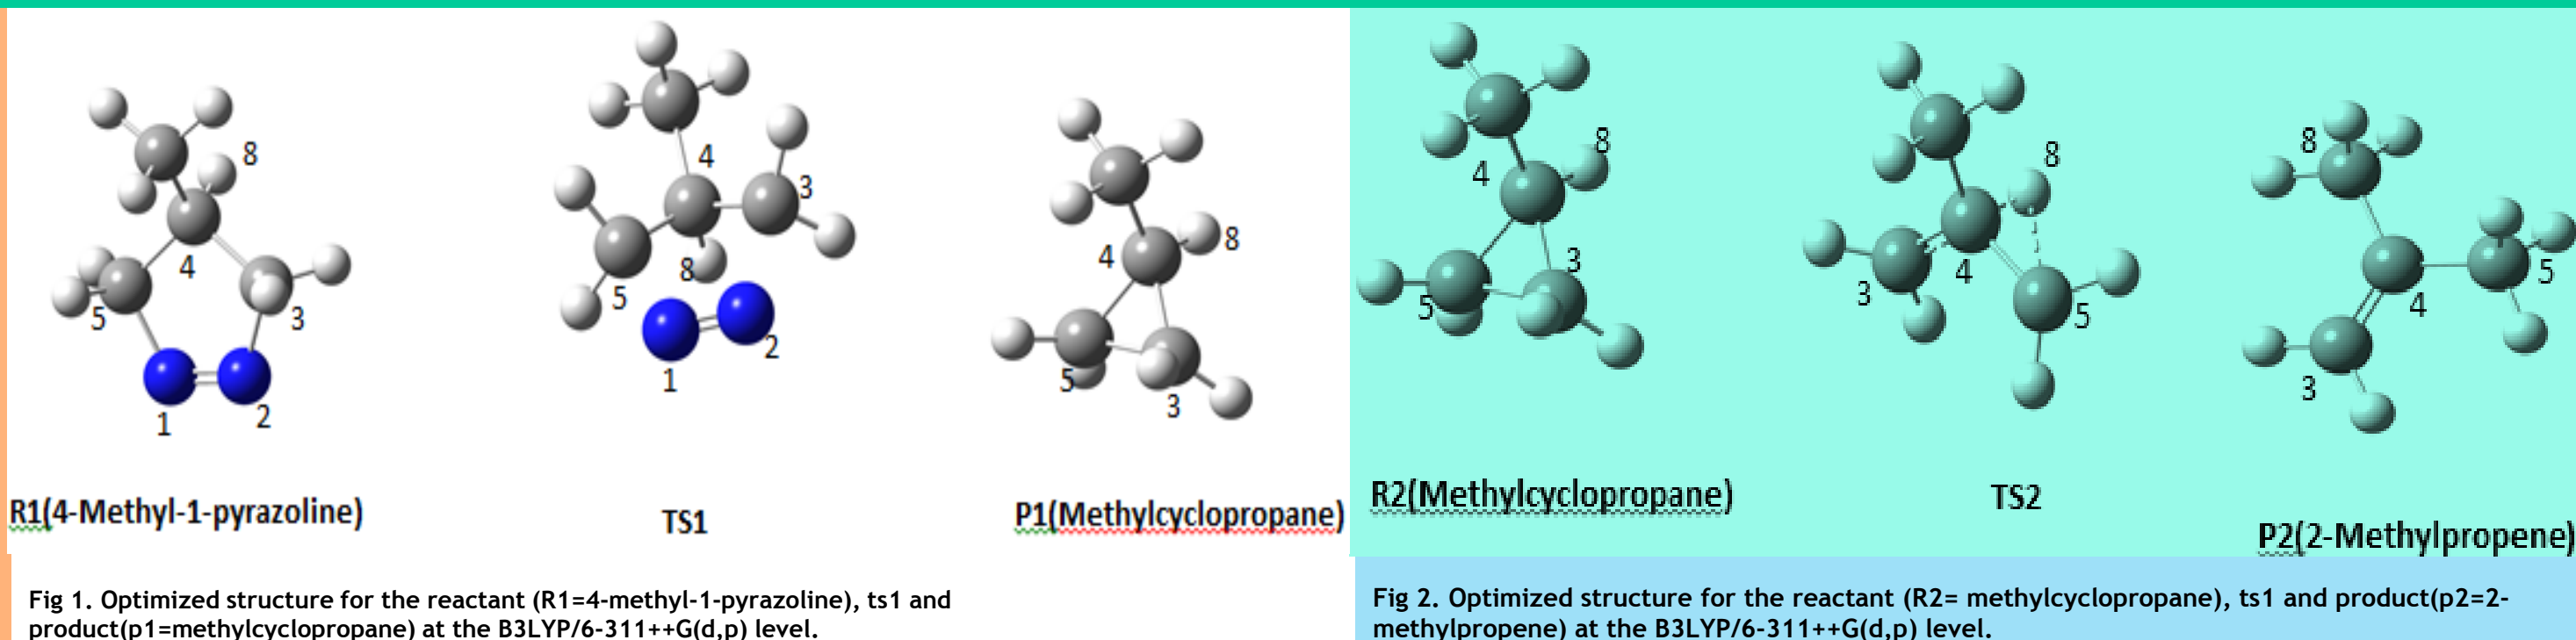 8
4
5
3
1
2
R1(4-Methyl-1-pyrazoline)
4
3
8
5
2
1
TS1
4
8
5
3
P1(Methylcyclopropane)
Fig 1. Optimized structure for the reactant (R1=4-methyl-1-pyrazoline), ts1 and
product(p1=methylcyclopropane) at the B3LYP/6-311++G(d,p) level.
8
4
3
5
R2(Methylcyclopropane)
8
4
3
5
TS2
8
5
4
3
P2(2-Methylpropene)
Fig 2. Optimized structure for the reactant (R2= methylcyclopropane), ts1 and product(p2=2-
methylpropene) at the B3LYP/6-311++G(d,p) level.